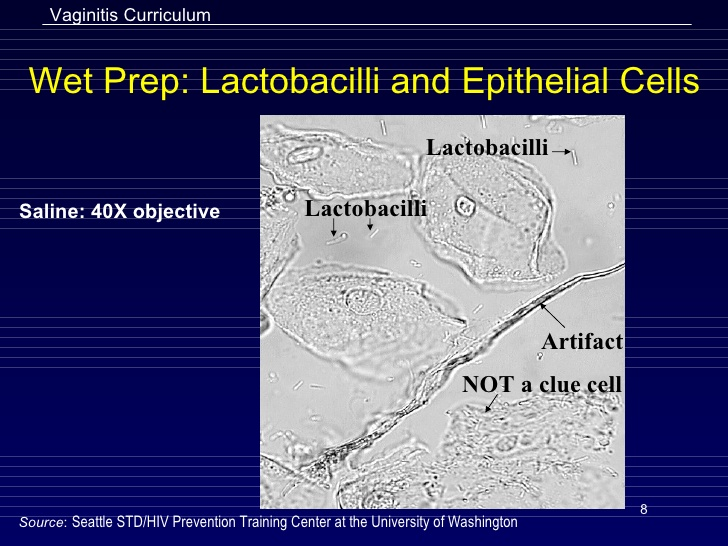 Vaginitis Curriculum
Wet Prep: Lactobacilli and Epithelial Cells
Lactobacilli
Saline: 40X objective
Lactobacilli
Artifact
NOT a clue cell
8
Source: Seattle STD/HIV Prevention Training Center at the University of Washington